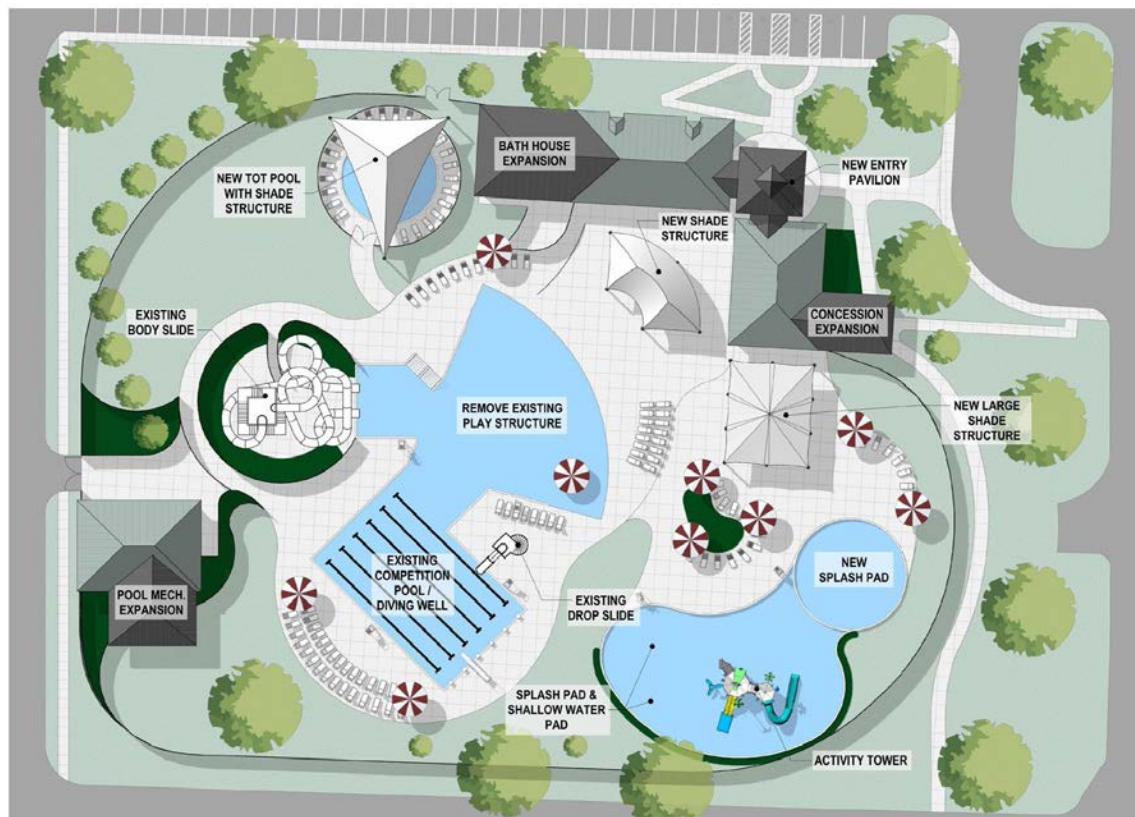 BATH HOUSE
EXPANSION
NEW ENTRY
PAVILION
NEW TOT POOL
WITH SHADE
STRUCTURE
NEW SHADE
STRUCTURE
EXISTING
BODY SLIDE
CONCESSION
EXPANSION
REMOVE EXISTING
PLAY STRUCTURE
NEW LARGE
SHADE
STRUCTURE
EXISTING
COMPETITION
POOL /
DIVING WELL
NEW
SPLASH PAD
POOL MECH.
EXPANSION
EXISTING
DROP SLIDE
SPLASH PAD &
SHALLOW WATER
PAD
ACTIVITY TOWER